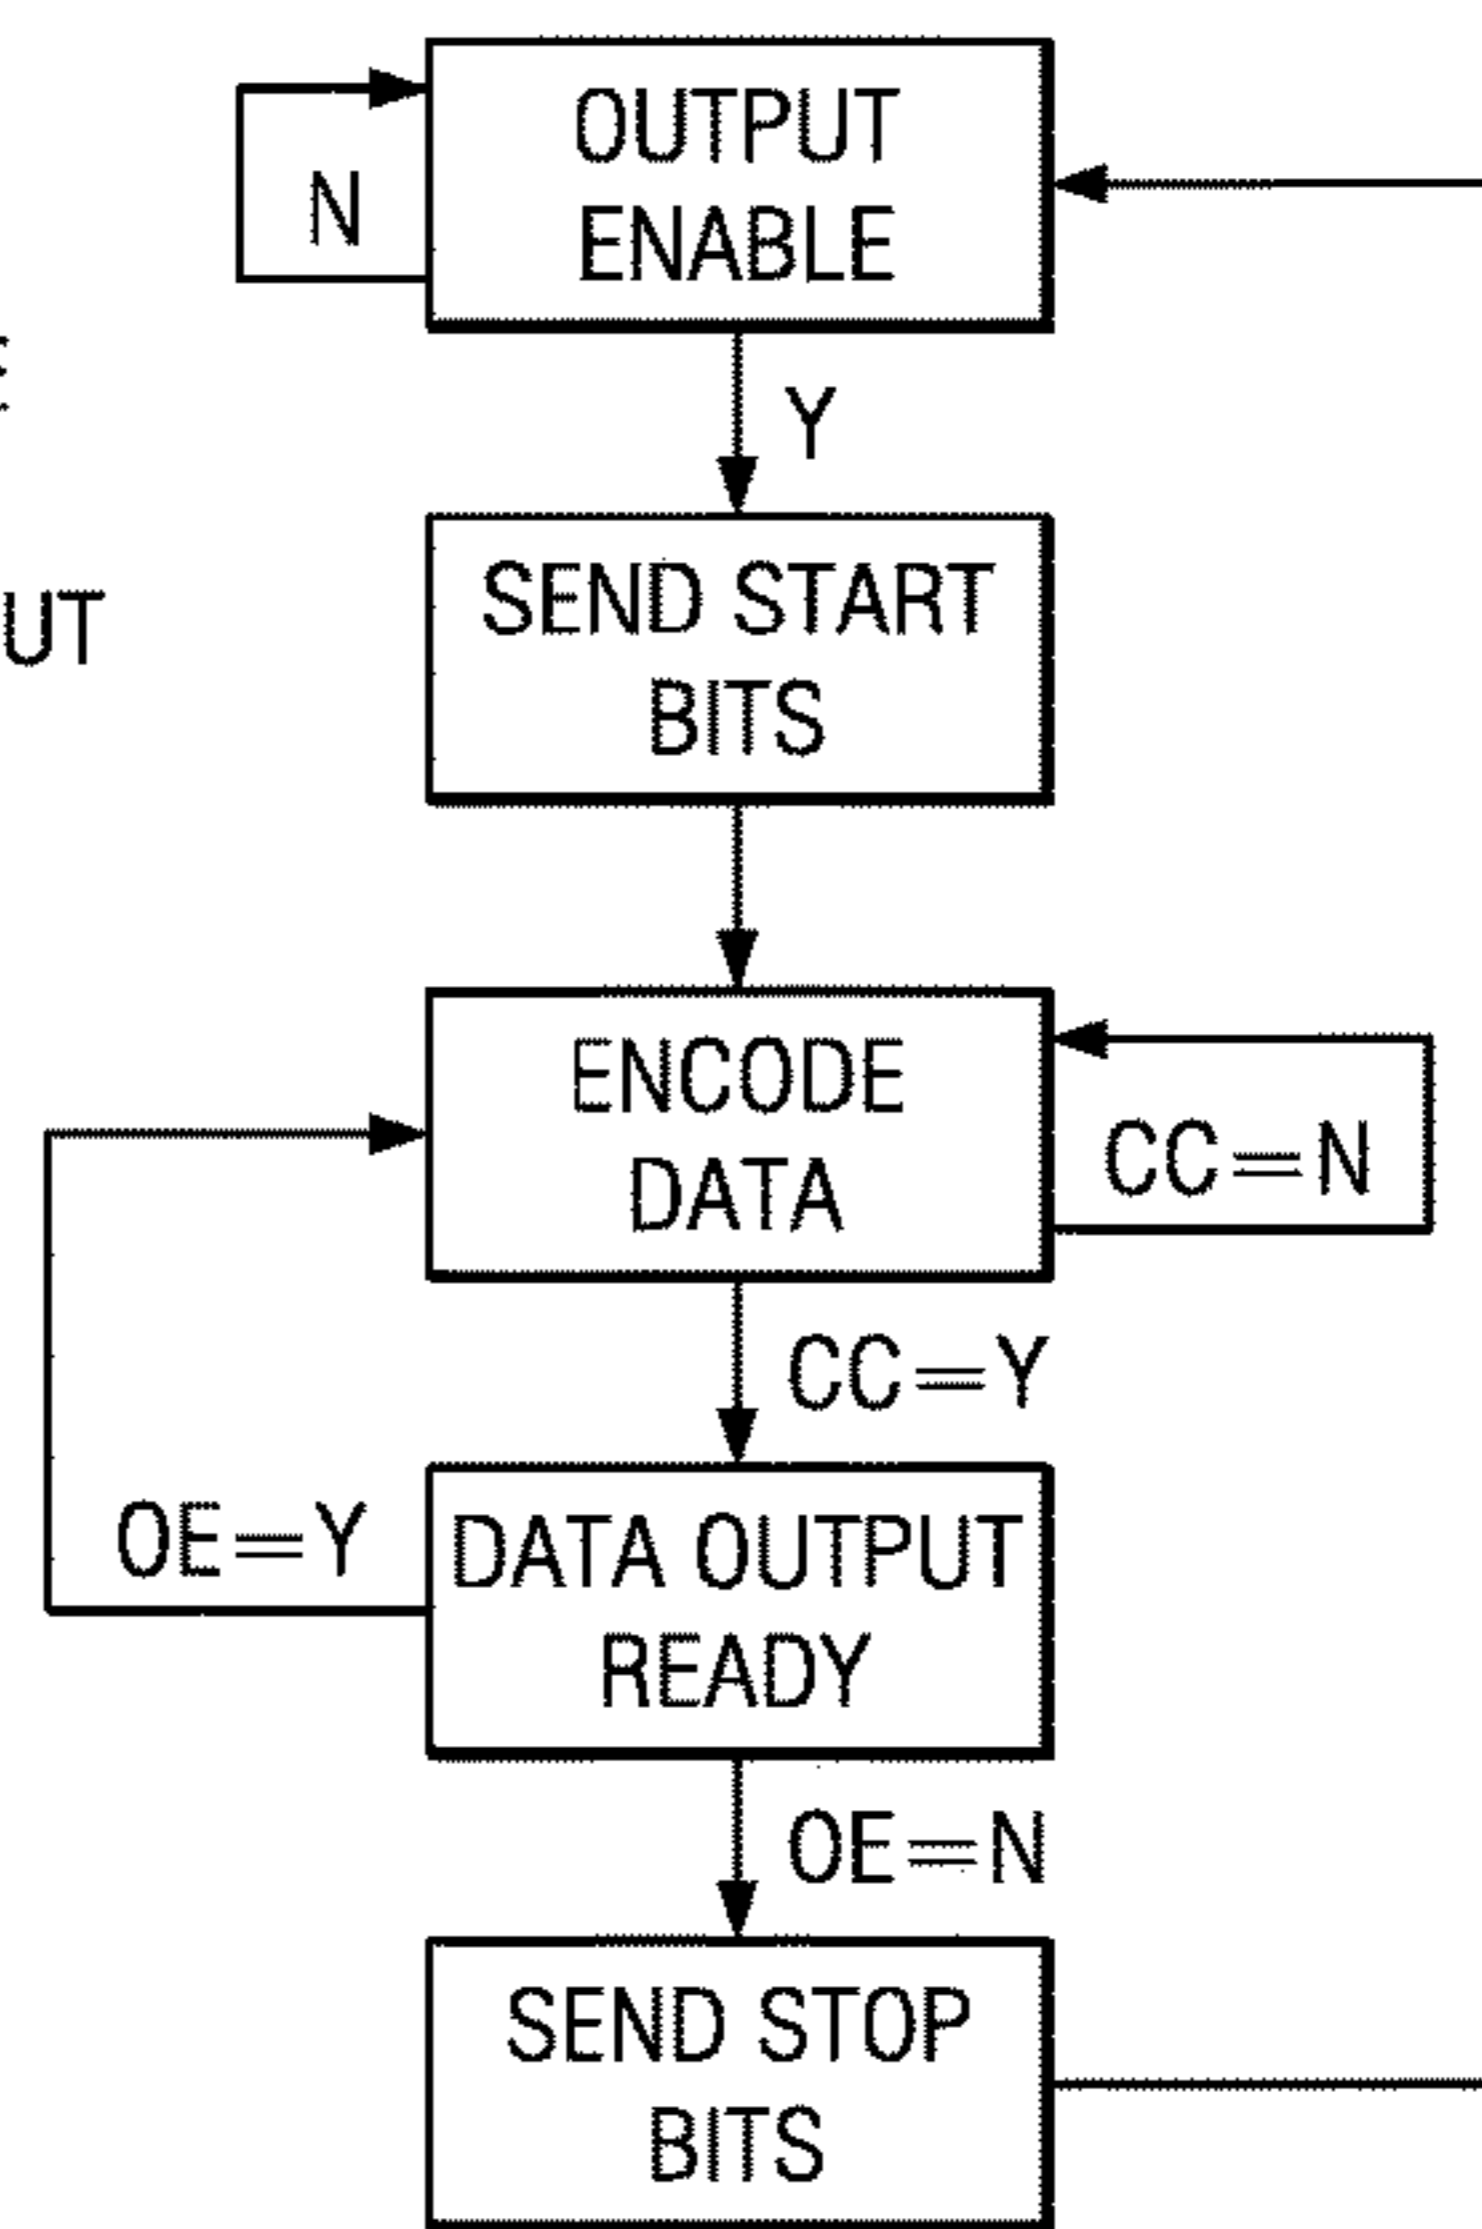 OUTPUT
ENABLE
N
Y
UT
SEND START
BITS
ENCODE
DATA
CC=N
CC=Y
OE=Y
DATA OUTPUT
READY
OE=N
SEND STOP
BITS